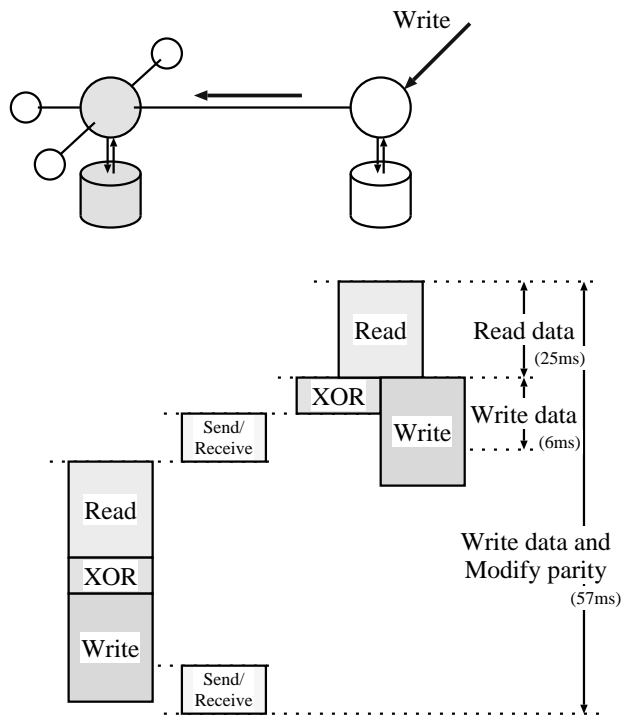 Write
Read
Read data
(25ms)
XOR
Write
Write data
(6ms)
Send/
Receive
Read
XOR
Write
Write data and
Modify parity
(57ms)
Send/
Receive